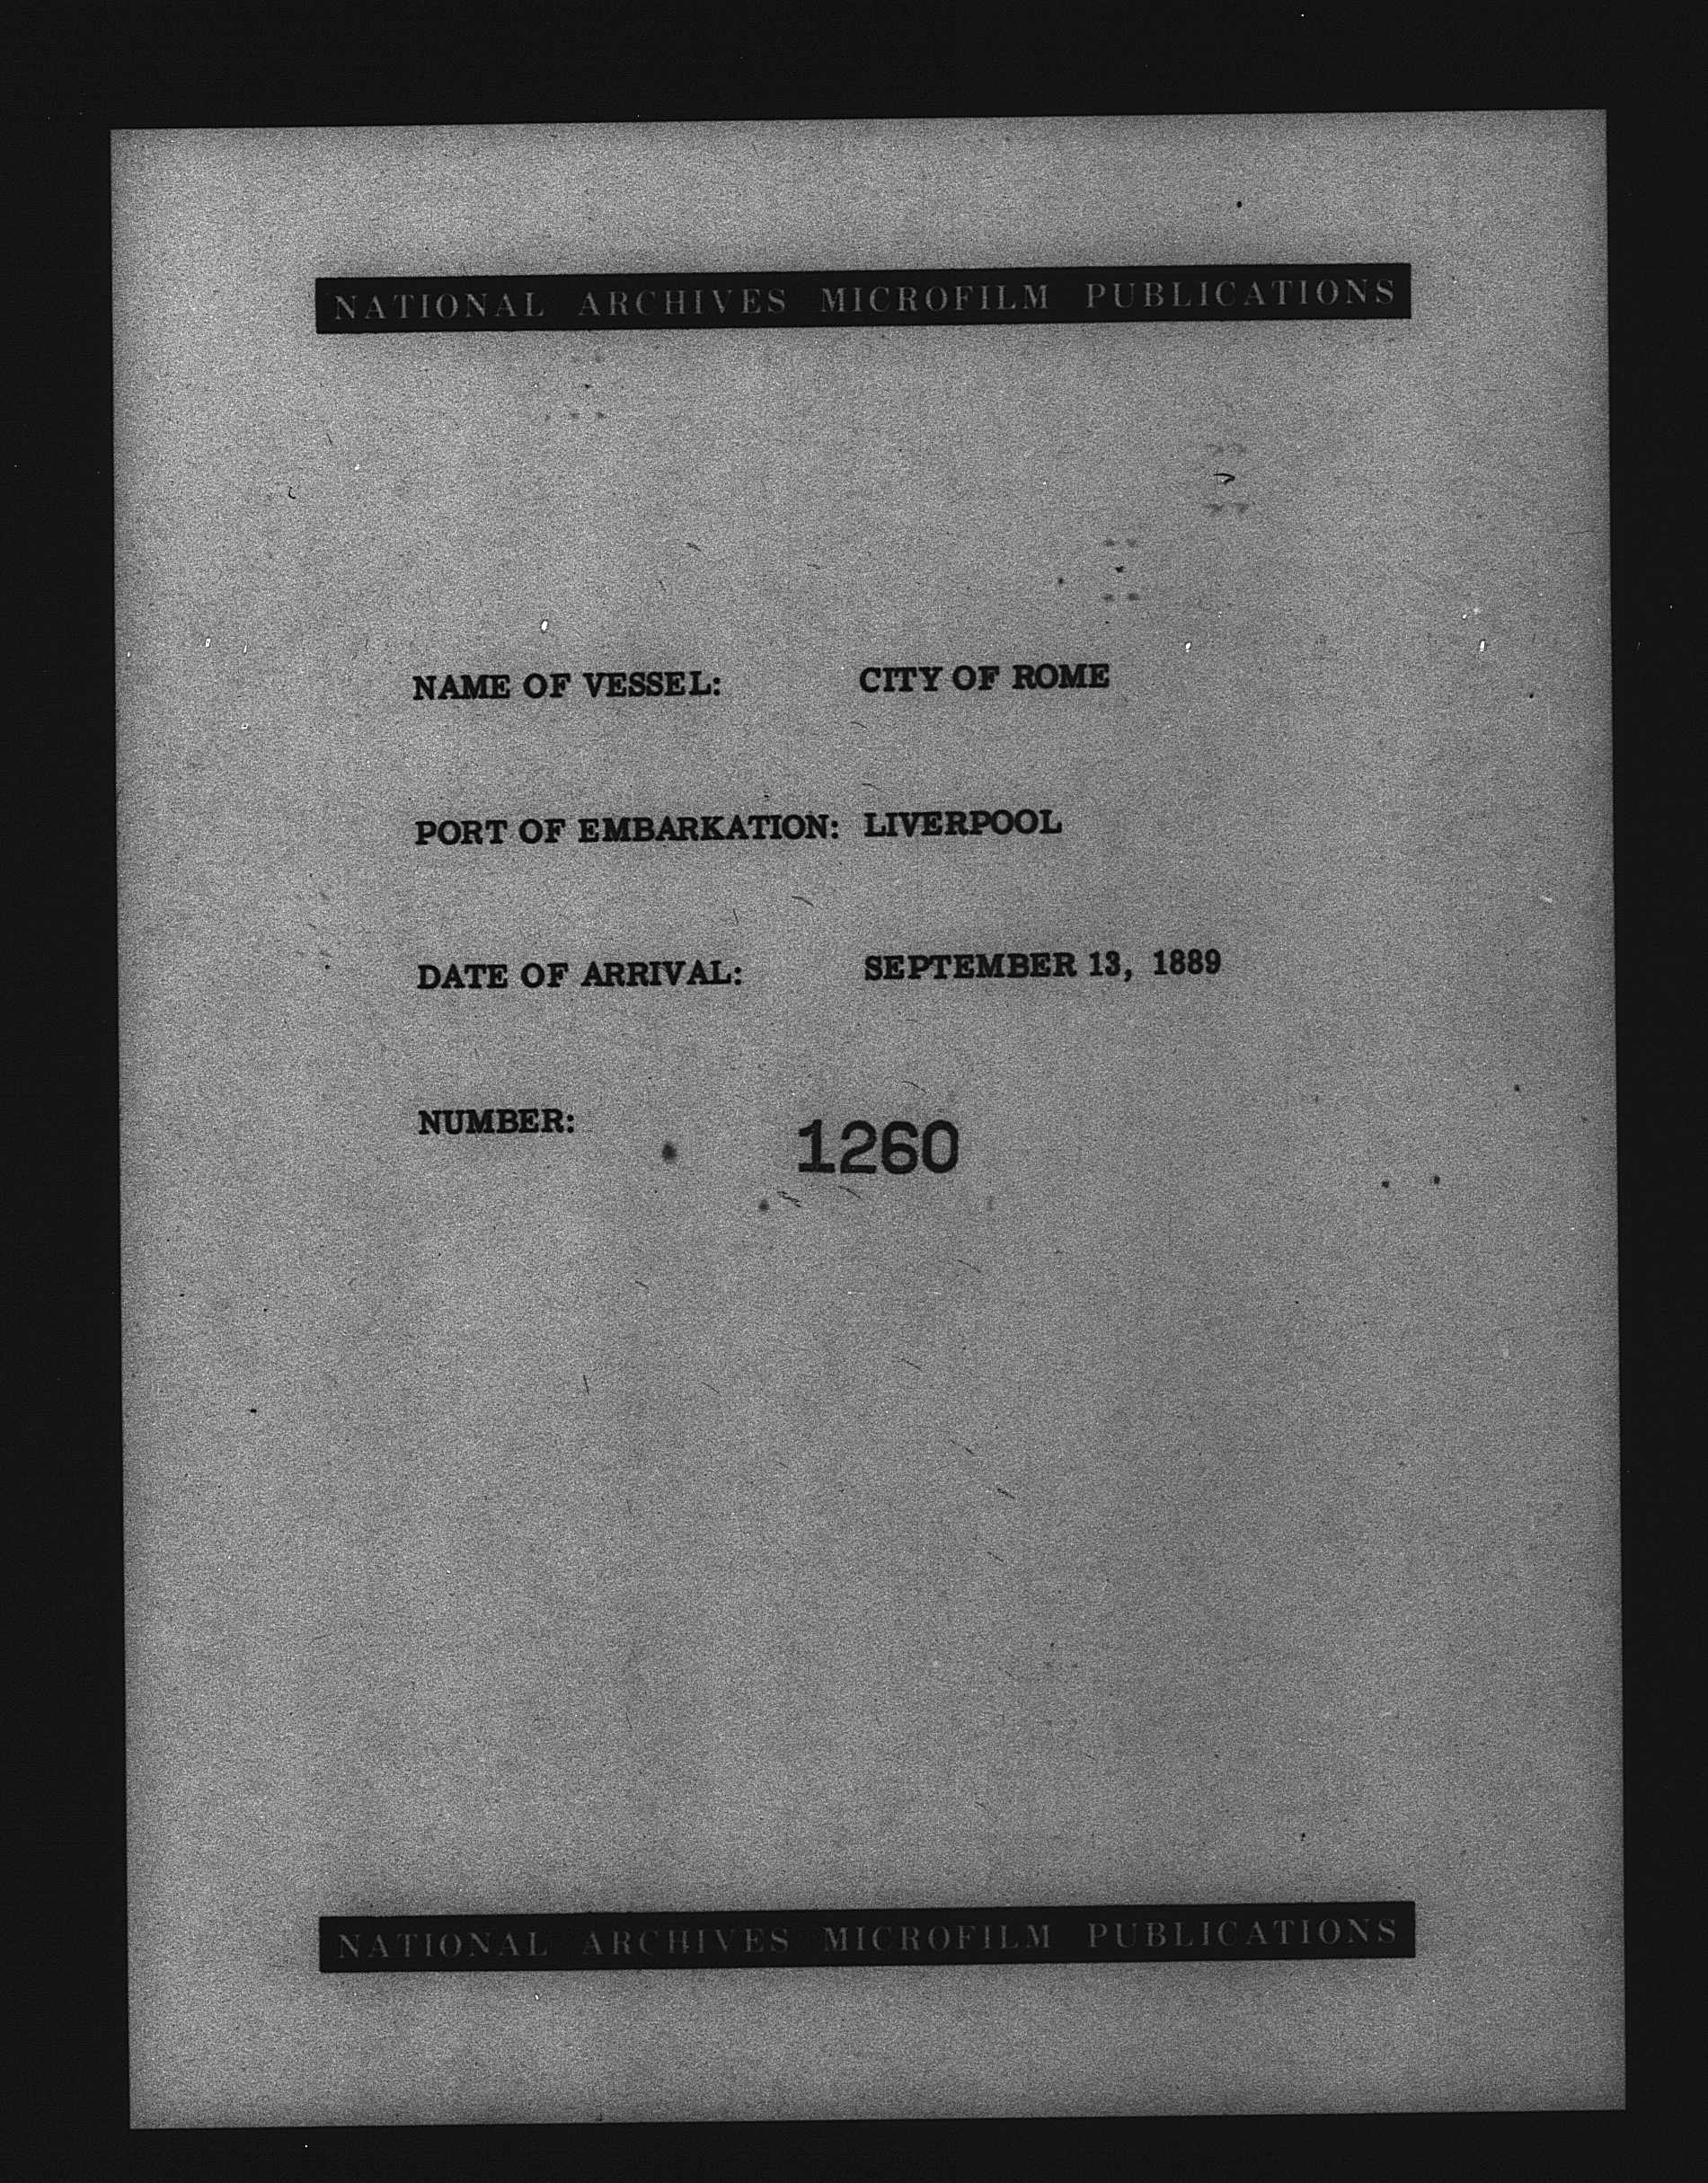 NATIONAL ARCHIVES MICROFILM PUBLICATIONS
NAME OF VESSEL: CITY OF ROME
PORT OF EMBARKATION: LIVERPOOL
DATE OF ARRIVAL: SEPTEMBER 13, 1889
NUMBER: 1260
NATIONAL ARCHIVES MICROFILM PUBLICATIONS